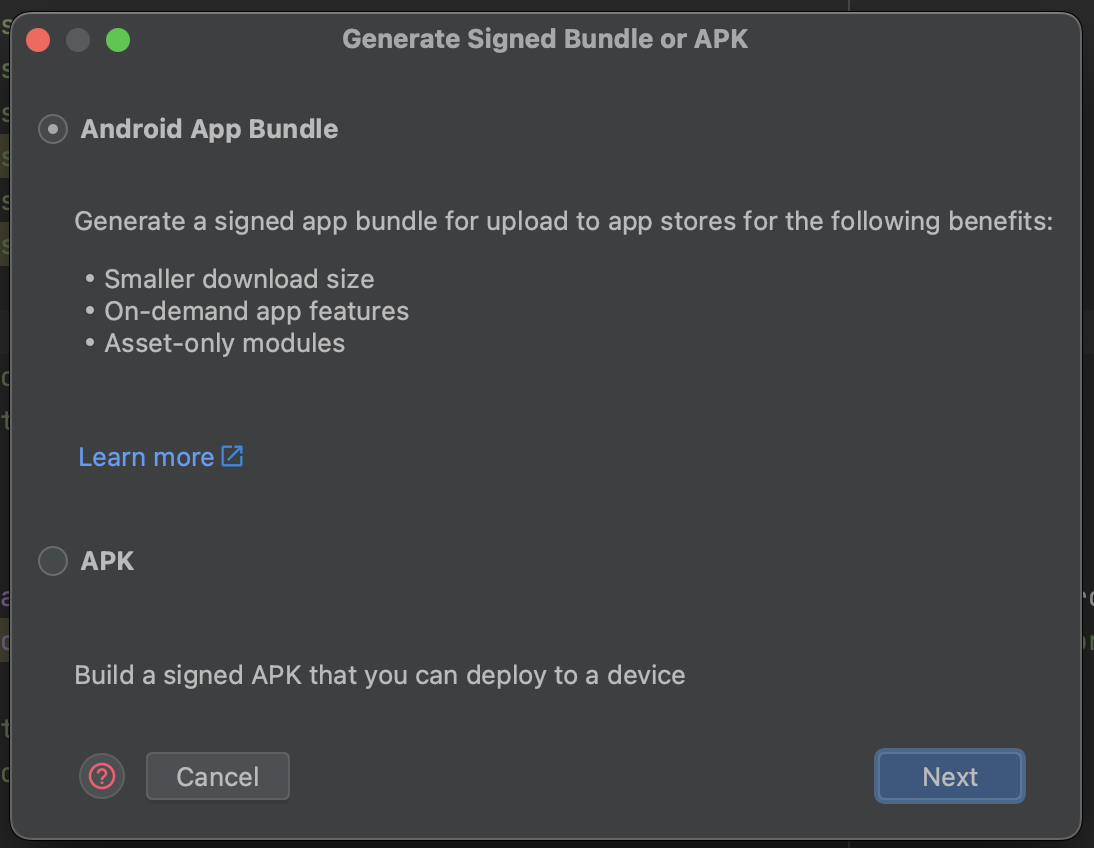 Generate Signed Bundle or APK
Android App Bundle
Generate a signed app bundle for upload to app stores for the following benefits:
• Smaller download size
• On-demand app features
• Asset-only modules
Learn more
APK
Build a signed APK that you can deploy to a device
?
Cancel
Next